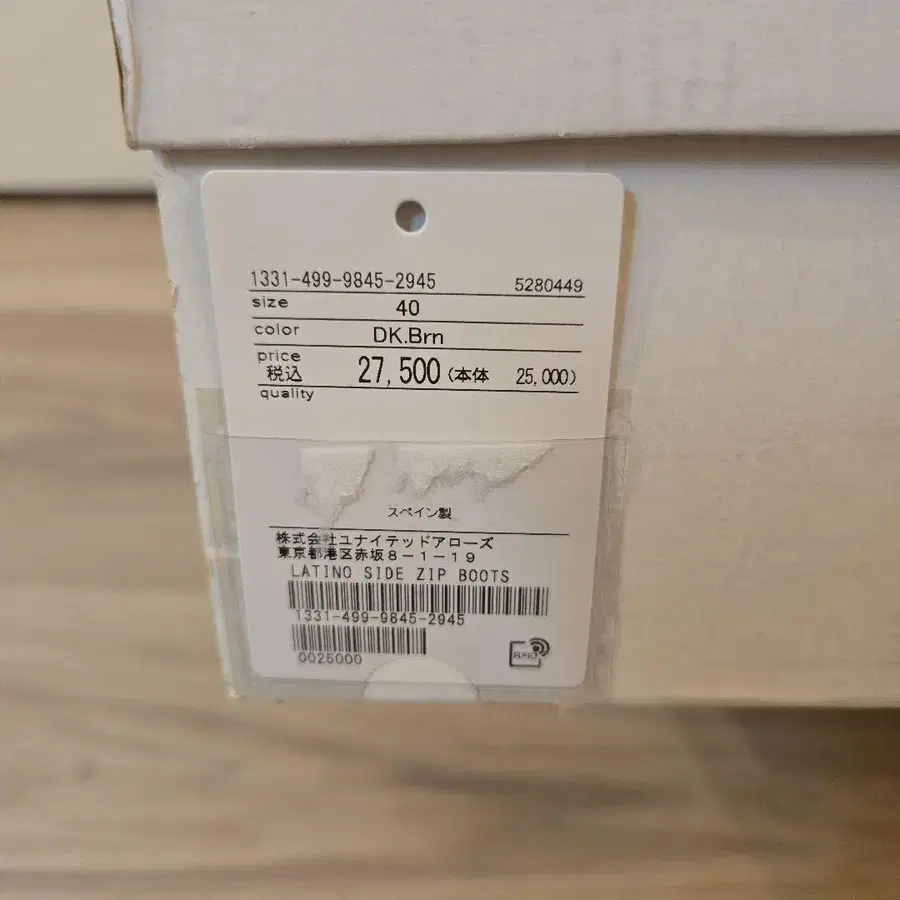 1331-499-9845-2945 5280449
size 40
color DK.Brn
price
税込 27,500 (本体 25,000)
quality
スペイン製
株式会社ユナイテッドアローズ
東京都港区赤坂8-1-19
LATINO SIDE ZIP BOOTS
1331-499-9845-2945
0025000
RFID